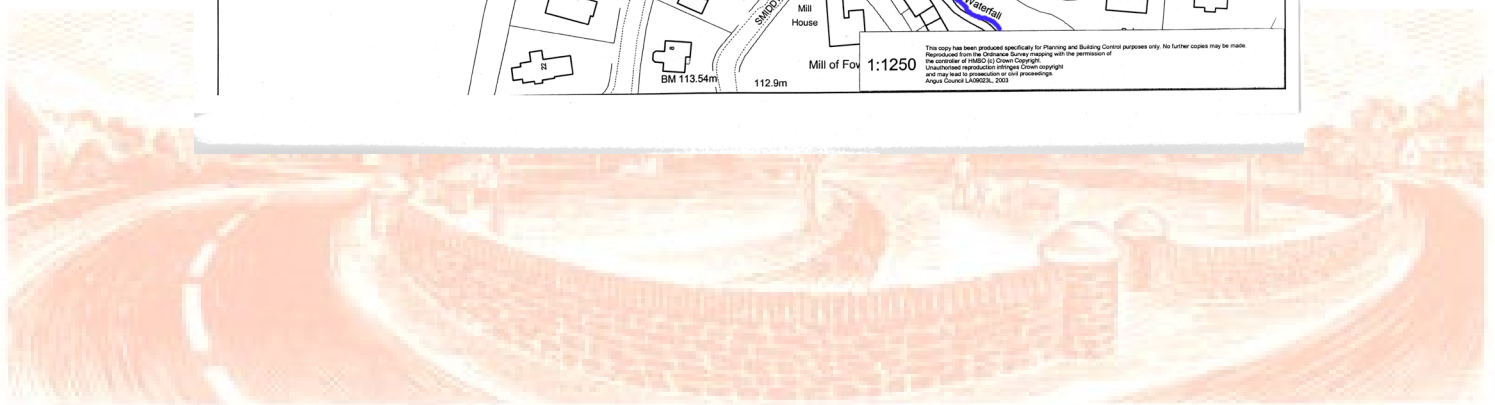 Waterfall
SMIDD
Mill
House
8
Mill of Fow
BM 113.54m
112.9m
1:1250
This copy has been produced specifically for Planning and Building Control purposes only. No further copies may be made.
Reproduced from the Ordnance Survey mapping with the permission of
the controller of HMSO (c) Crown Copyright.
Unauthorised reproduction infringes Crown copyright
and may lead to prosecution or civil proceedings.
Angus Council LA09023L, 2003